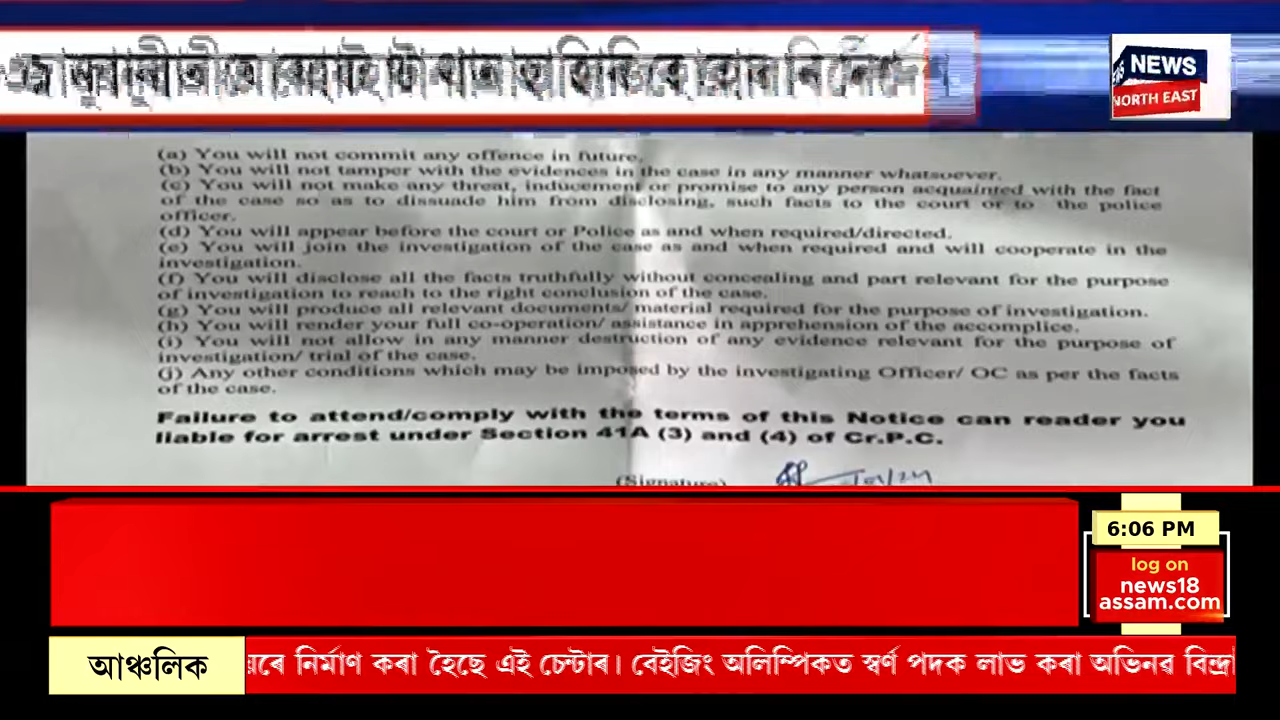 NEWS
NORTH EAST
(a) You will not commit any offence in future.
(b) You will not tamper with the evidences in the case in any manner whatsoever.
(c) You will not make any threat, inducement or promise to any person acquainted with the fact
of the case so as to dissuade him from disclosing, such facts to the court or to the police
officer.
(d) You will appear before the court or Police as and when required/directed.
(e) You will join the investigation of the case as and when required and will cooperate in the
investigation.
(f) You will disclose all the facts truthfully without concealing and part relevant for the purpose
of investigation to reach to the right conclusion of the case.
(g) You will produce all relevant documents/ material required for the purpose of investigation.
(h) You will render your full co-operation/ assistance in apprehension of the accomplice.
(i) You will not allow in any manner destruction of any evidence relevant for the purpose of
investigation/ trial of the case.
(j) Any other conditions which may be imposed by the investigating Officer/ OC as per the facts
of the case.
Failure to attend/comply with the terms of this Notice can reader you
liable for arrest under Section 41A (3) and (4) of Cr.P.C.
(Signature)
6:06 PM
log on
news18
assam.com
আঞ্চলিক
নিৰ্মাণ কৰা হৈছে এই চেন্টাৰ। বেইজিং অলিম্পিকত স্বৰ্ণ পদক লাভ কৰা অভিনৱ বিন্দ্ৰা